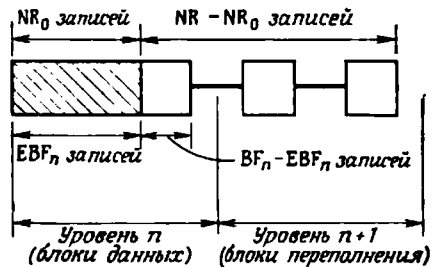 NR₀ записей
NR – NR₀ записей
EBFₙ записей
BFₙ–EBFₙ записей
Уровень n
(блоки данных)
Уровень n+1
(блоки переполнения)